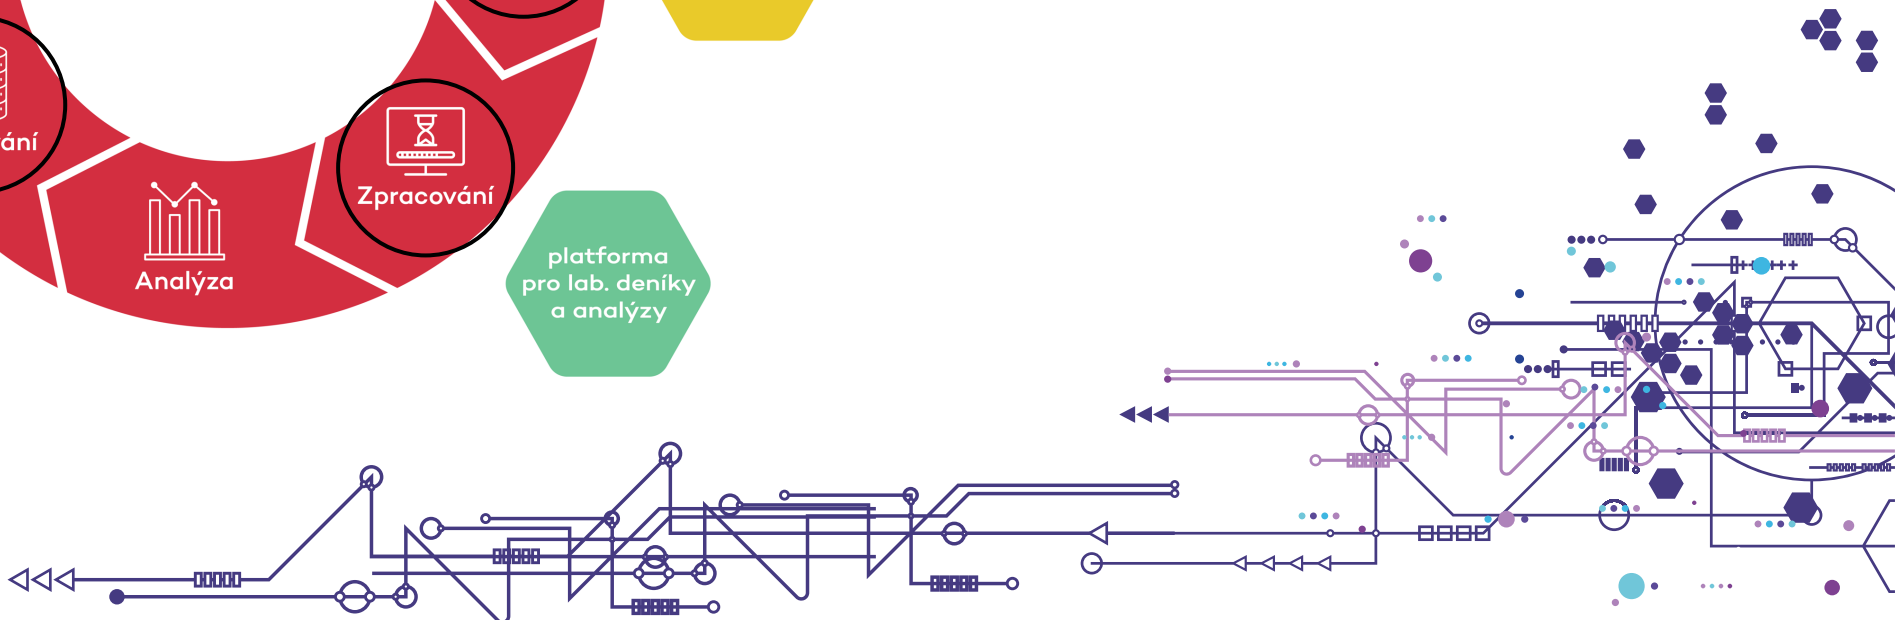 Zpracování
Analýza
platforma
pro lab. deníky
a analýzy